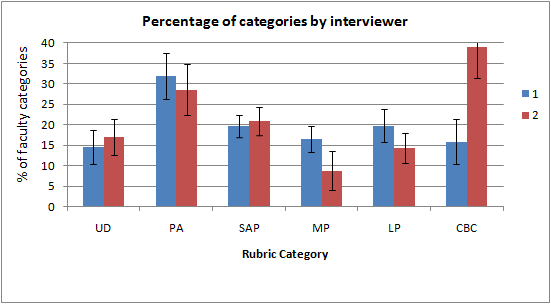 Percentage of categories by interviewer
% of faculty categories
40
35
30
25
20
15
10
5
0
UD PA SAP MP LP CBC
Rubric Category
1
2